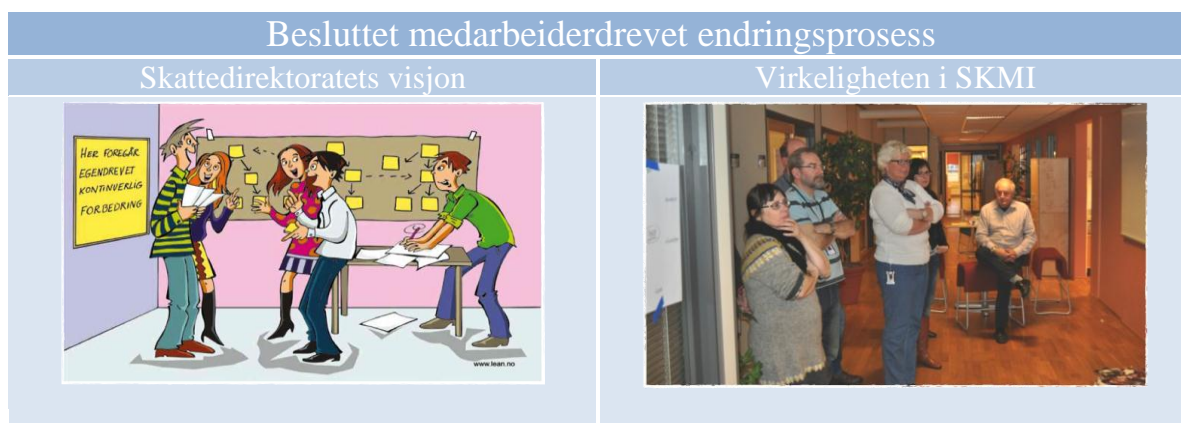 Besluttet medarbeiderdrevet endringsprosess
Skattedirektoratets visjon
Virkeligheten i SKMI
HER FOREGÅR
EGENDREVET
KONTINUERLIG
FORBEDRING
www.lean.no